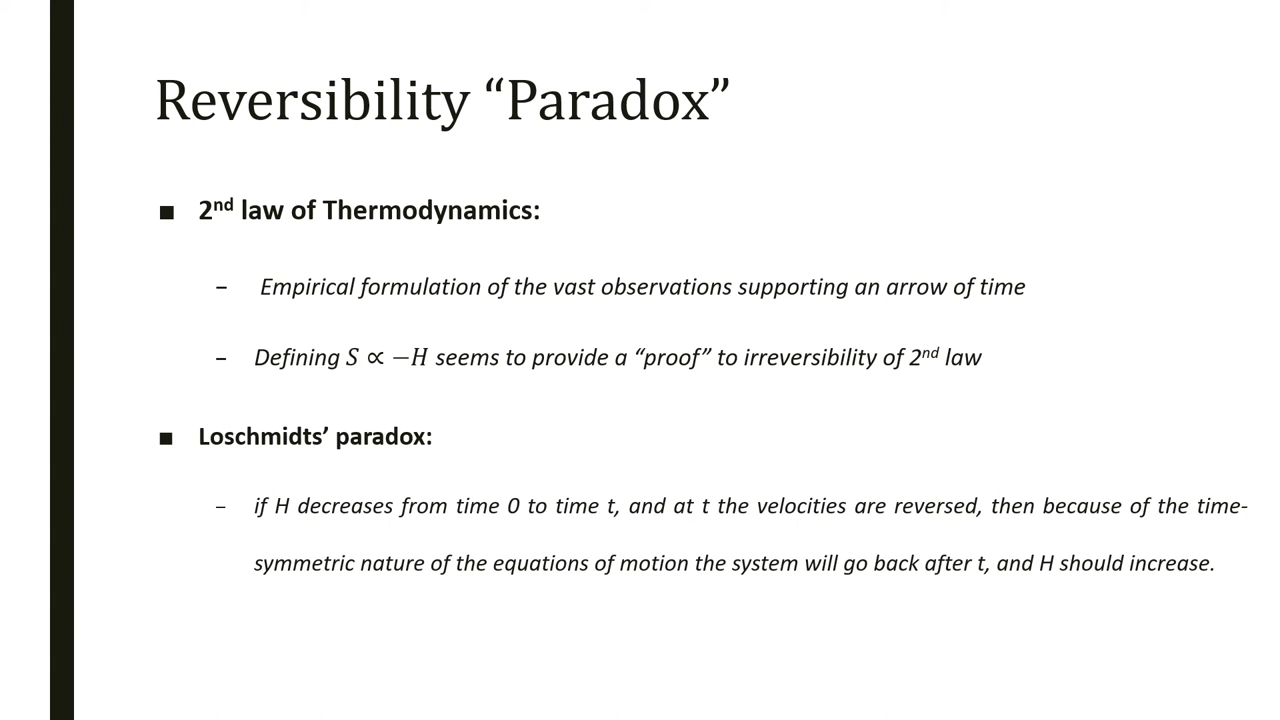 Reversibility “Paradox”
■ 2nd law of Thermodynamics:
– Empirical formulation of the vast observations supporting an arrow of time
– Defining S ∝ −H seems to provide a “proof” to irreversibility of 2nd law
■ Loschmidts’ paradox:
– if H decreases from time 0 to time t, and at t the velocities are reversed, then because of the time-
symmetric nature of the equations of motion the system will go back after t, and H should increase.